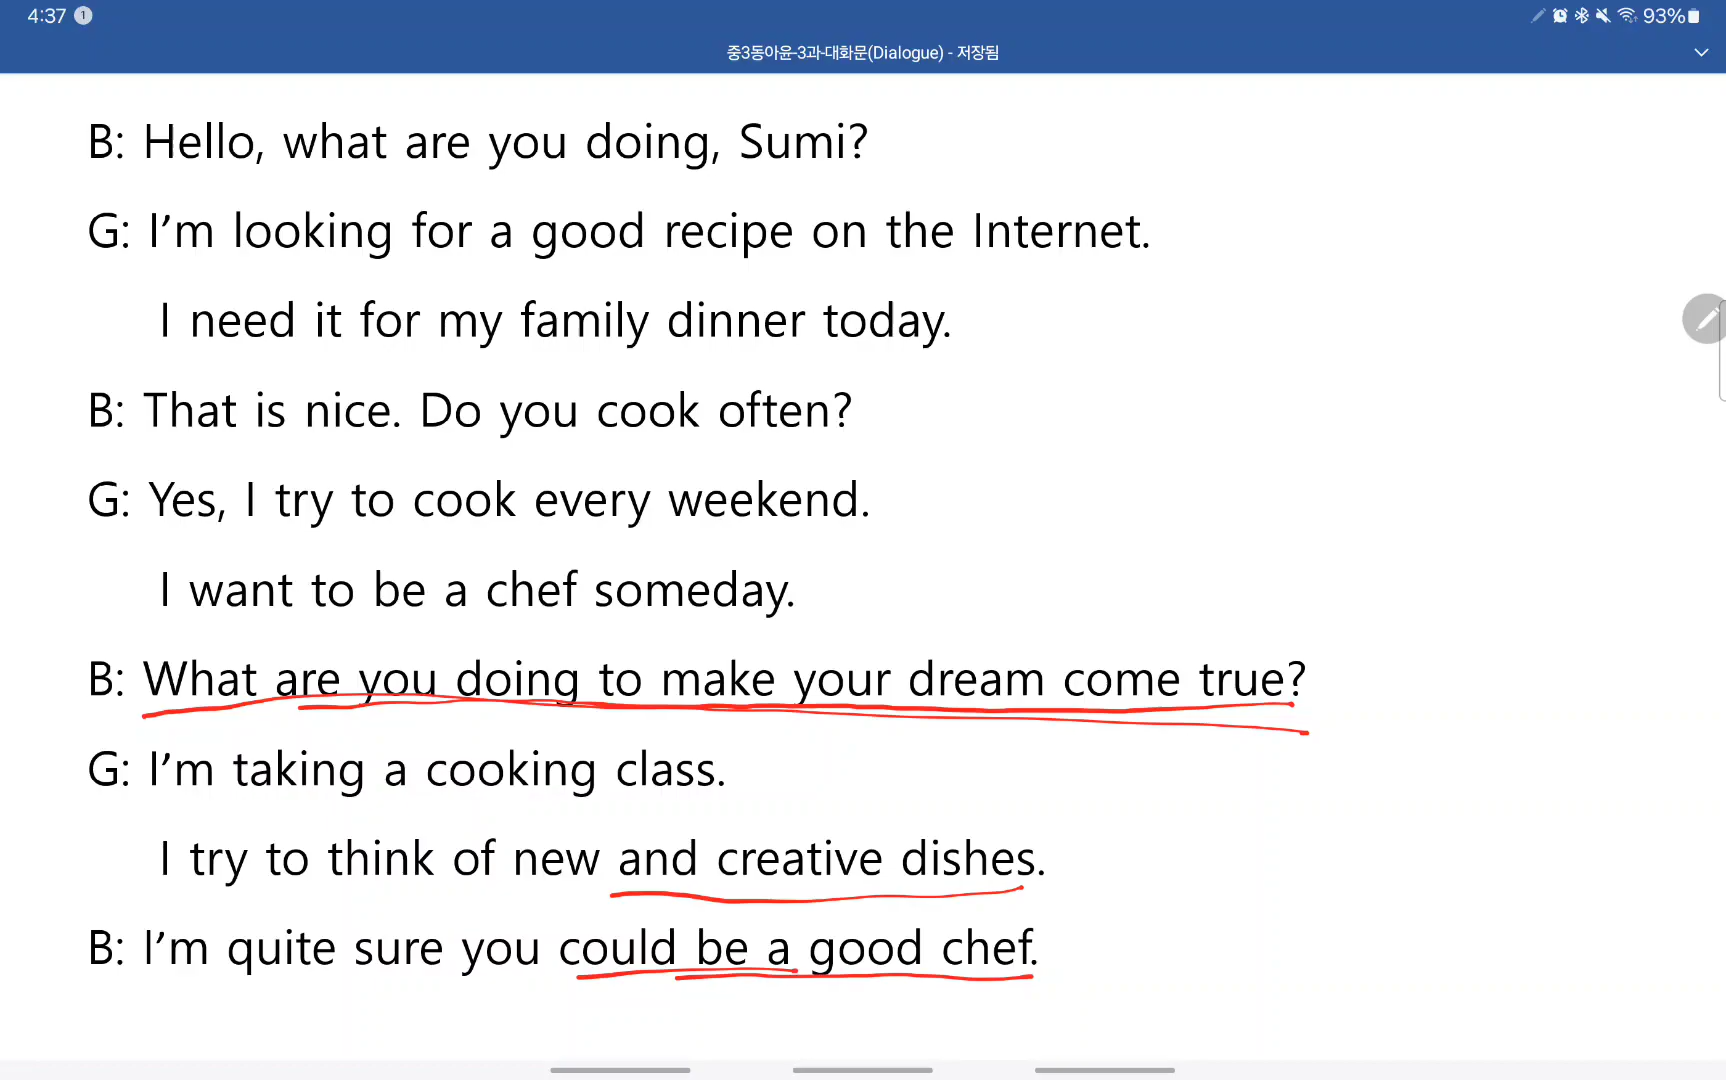 4:37 1 93%
중3동아윤-3과-대화문(Dialogue) - 저장됨
B: Hello, what are you doing, Sumi?
G: I’m looking for a good recipe on the Internet.
I need it for my family dinner today.
B: That is nice. Do you cook often?
G: Yes, I try to cook every weekend.
I want to be a chef someday.
B: What are you doing to make your dream come true?
G: I’m taking a cooking class.
I try to think of new and creative dishes.
B: I’m quite sure you could be a good chef.